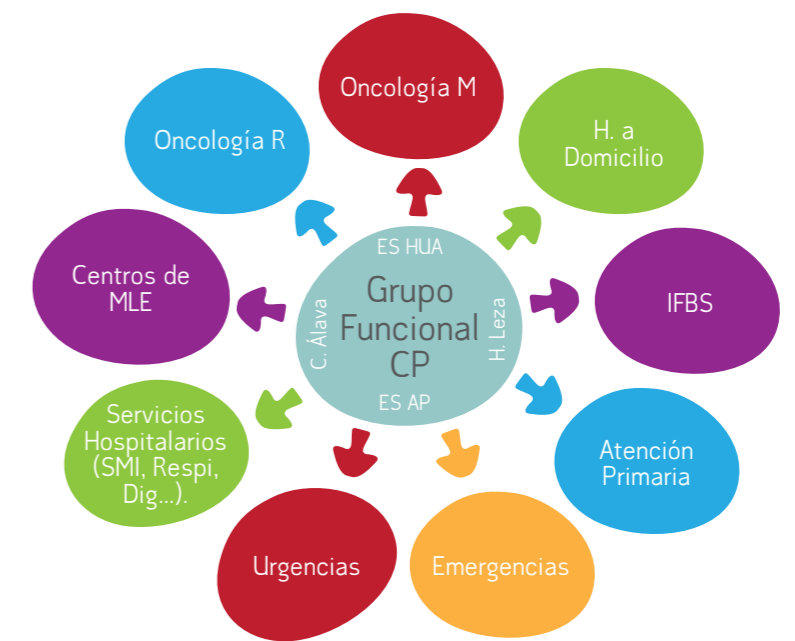 Oncología M
Oncología R
H. a
Domicilio
Centros de
MLE
IFBS
ES HUA
Grupo
Funcional
CP
C. Álava
H. Leza
ES AP
Servicios
Hospitalarios
(SMI, Respi,
Dig...).
Atención
Primaria
Urgencias
Emergencias